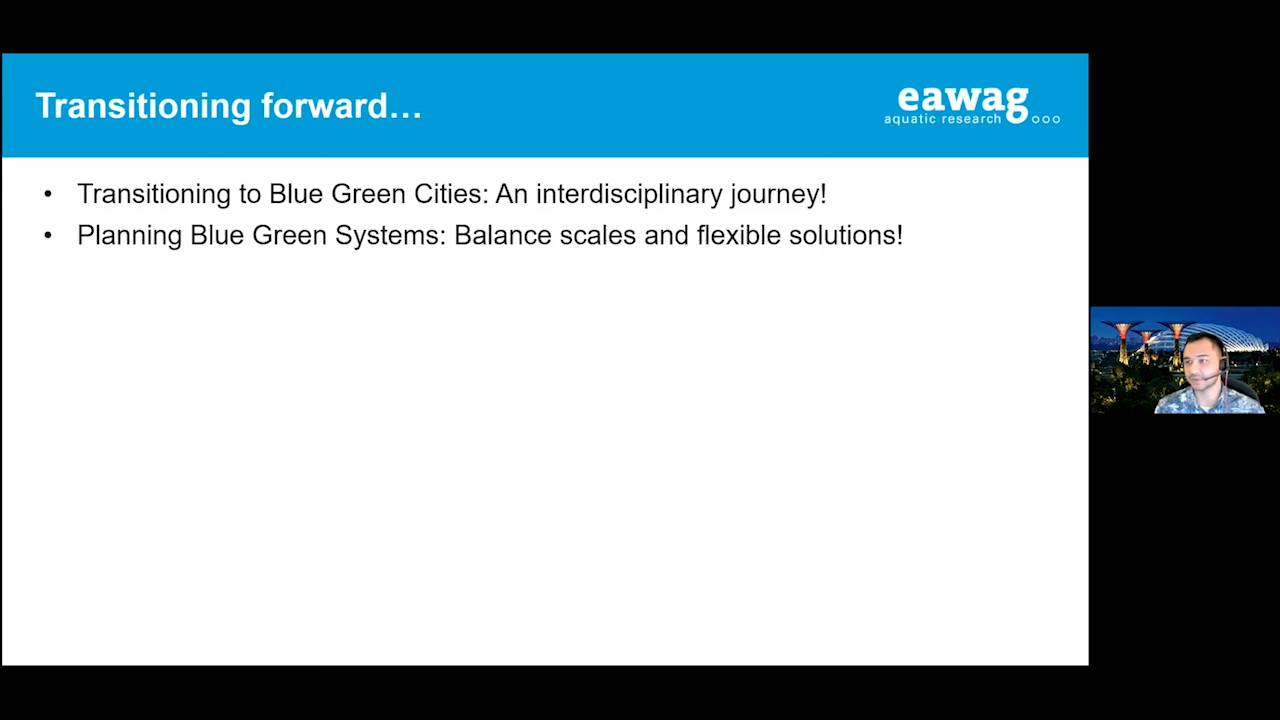 Transitioning forward…
eawag
aquatic research
• Transitioning to Blue Green Cities: An interdisciplinary journey!
• Planning Blue Green Systems: Balance scales and flexible solutions!